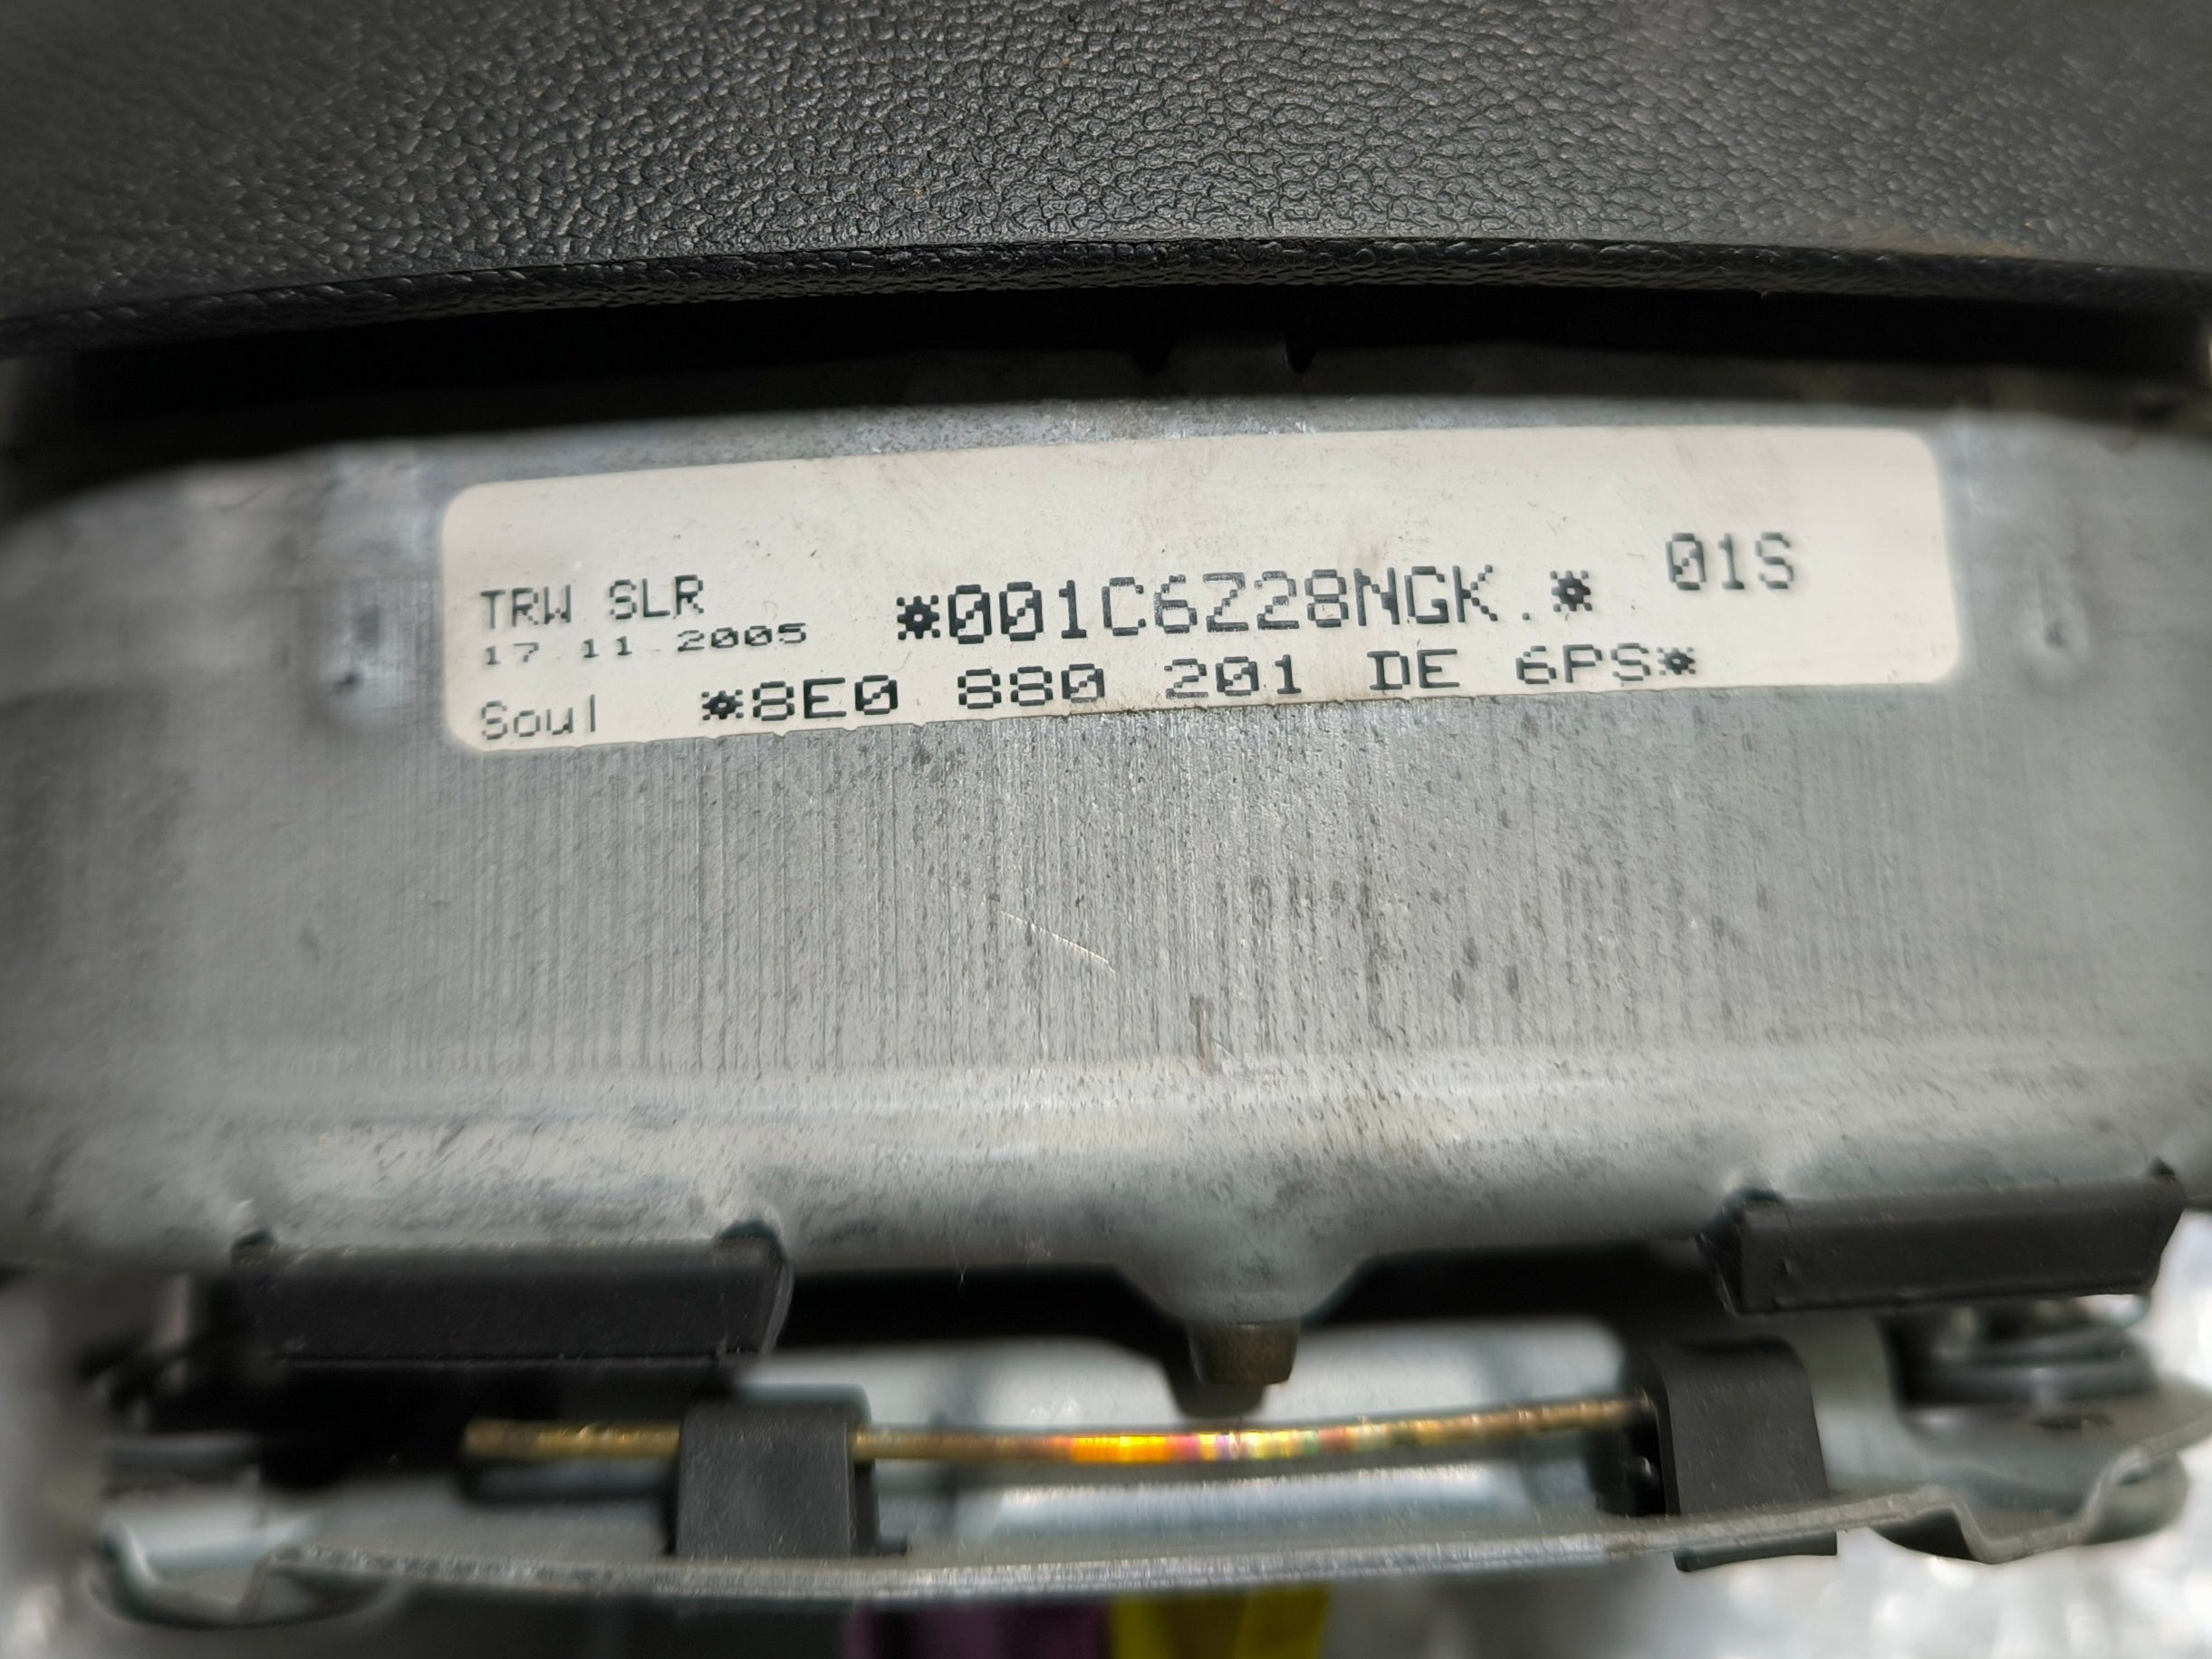 TRW SLR *001C6Z28NGK.* 01S
17.11.2005
Soul *8E0 880 201 DE 6PS*